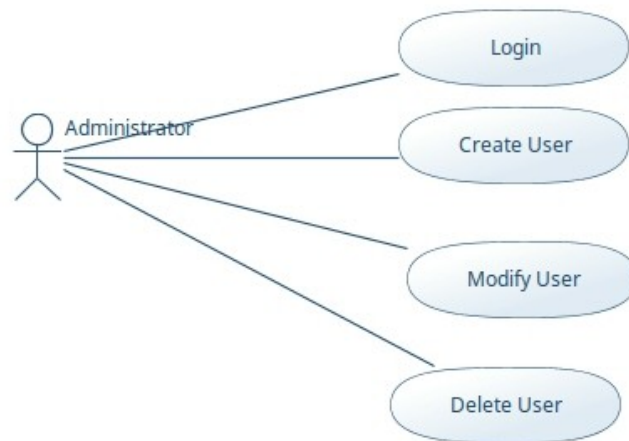 Login
Administrator
Create User
Modify User
Delete User